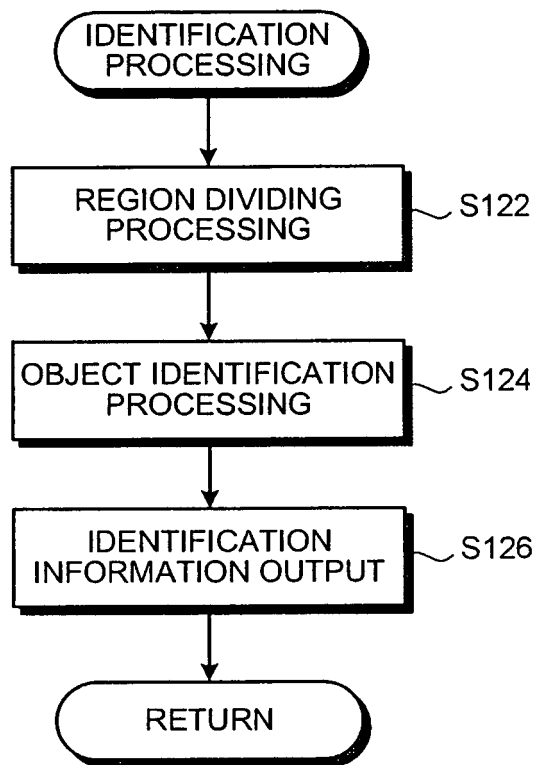 IDENTIFICATION
PROCESSING
REGION DIVIDING
PROCESSING
S122
OBJECT IDENTIFICATION
PROCESSING
S124
IDENTIFICATION
INFORMATION OUTPUT
S126
RETURN